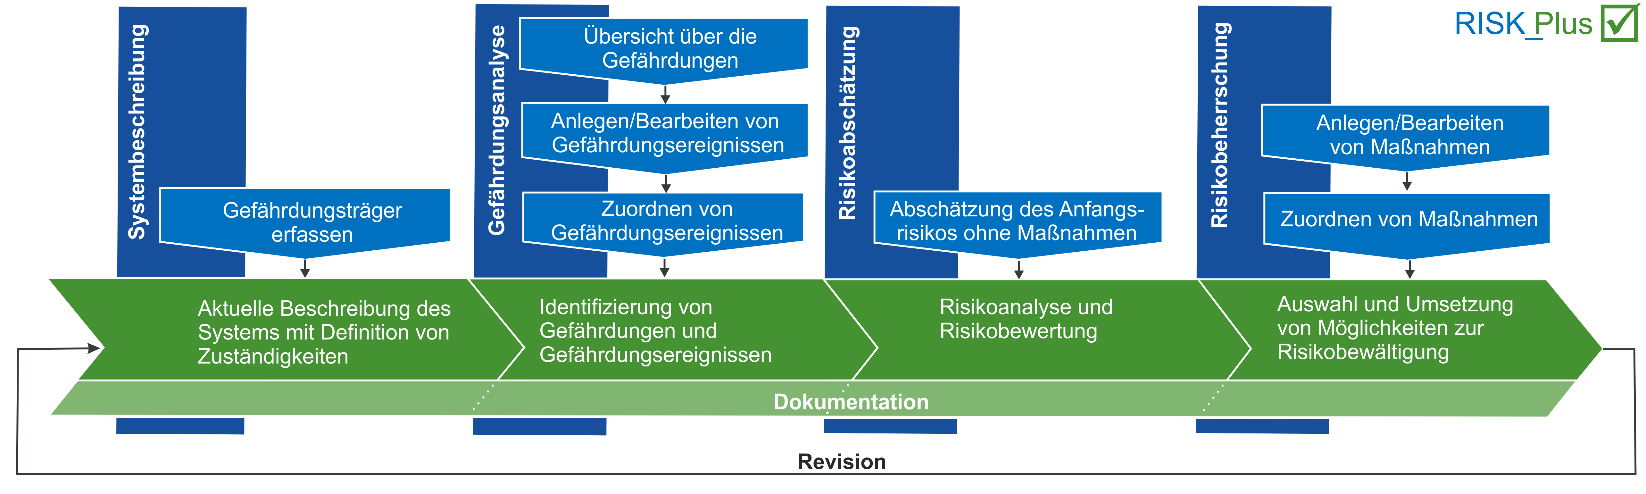 RISK_Plus
Systembeschreibung
Gefährdungsträger
erfassen
Aktuelle Beschreibung des
Systems mit Definition von
Zuständigkeiten
Gefährdungsanalyse
Übersicht über die
Gefährdungen
Anlegen/Bearbeiten von
Gefährdungsereignissen
Zuordnen von
Gefährdungsereignissen
Identifizierung von
Gefährdungen und
Gefährdungsereignissen
Risikoabschätzung
Abschätzung des Anfangs-
risikos ohne Maßnahmen
Risikoanalyse und
Risikobewertung
Risikobeherrschung
Anlegen/Bearbeiten
von Maßnahmen
Zuordnen von Maßnahmen
Auswahl und Umsetzung
von Möglichkeiten zur
Risikobewältigung
Dokumentation
Revision